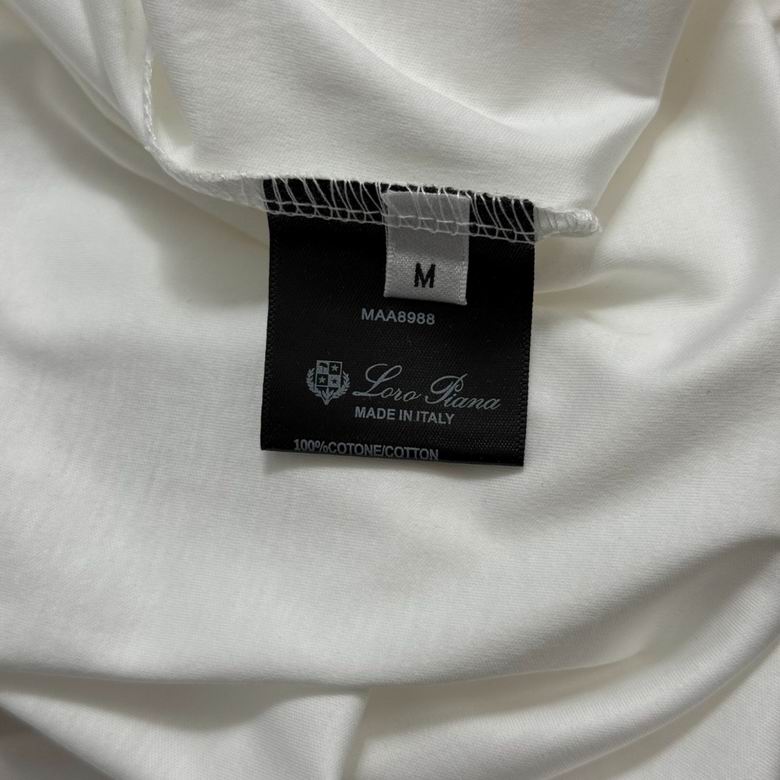 M
MAA8988
Loro Piana
MADE IN ITALY
100%COTONE/COTTON